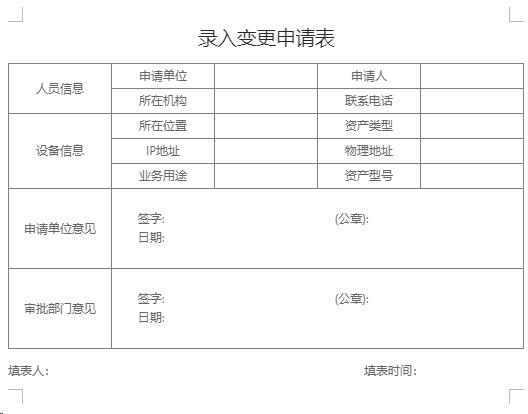 录入变更申请表
人员信息 申请单位 申请人
所在机构 联系电话
设备信息 所在位置 资产类型
IP地址 物理地址
业务用途 资产型号
申请单位意见 签字: (公章):
日期:
审批部门意见 签字: (公章):
日期:
填表人: 填表时间: